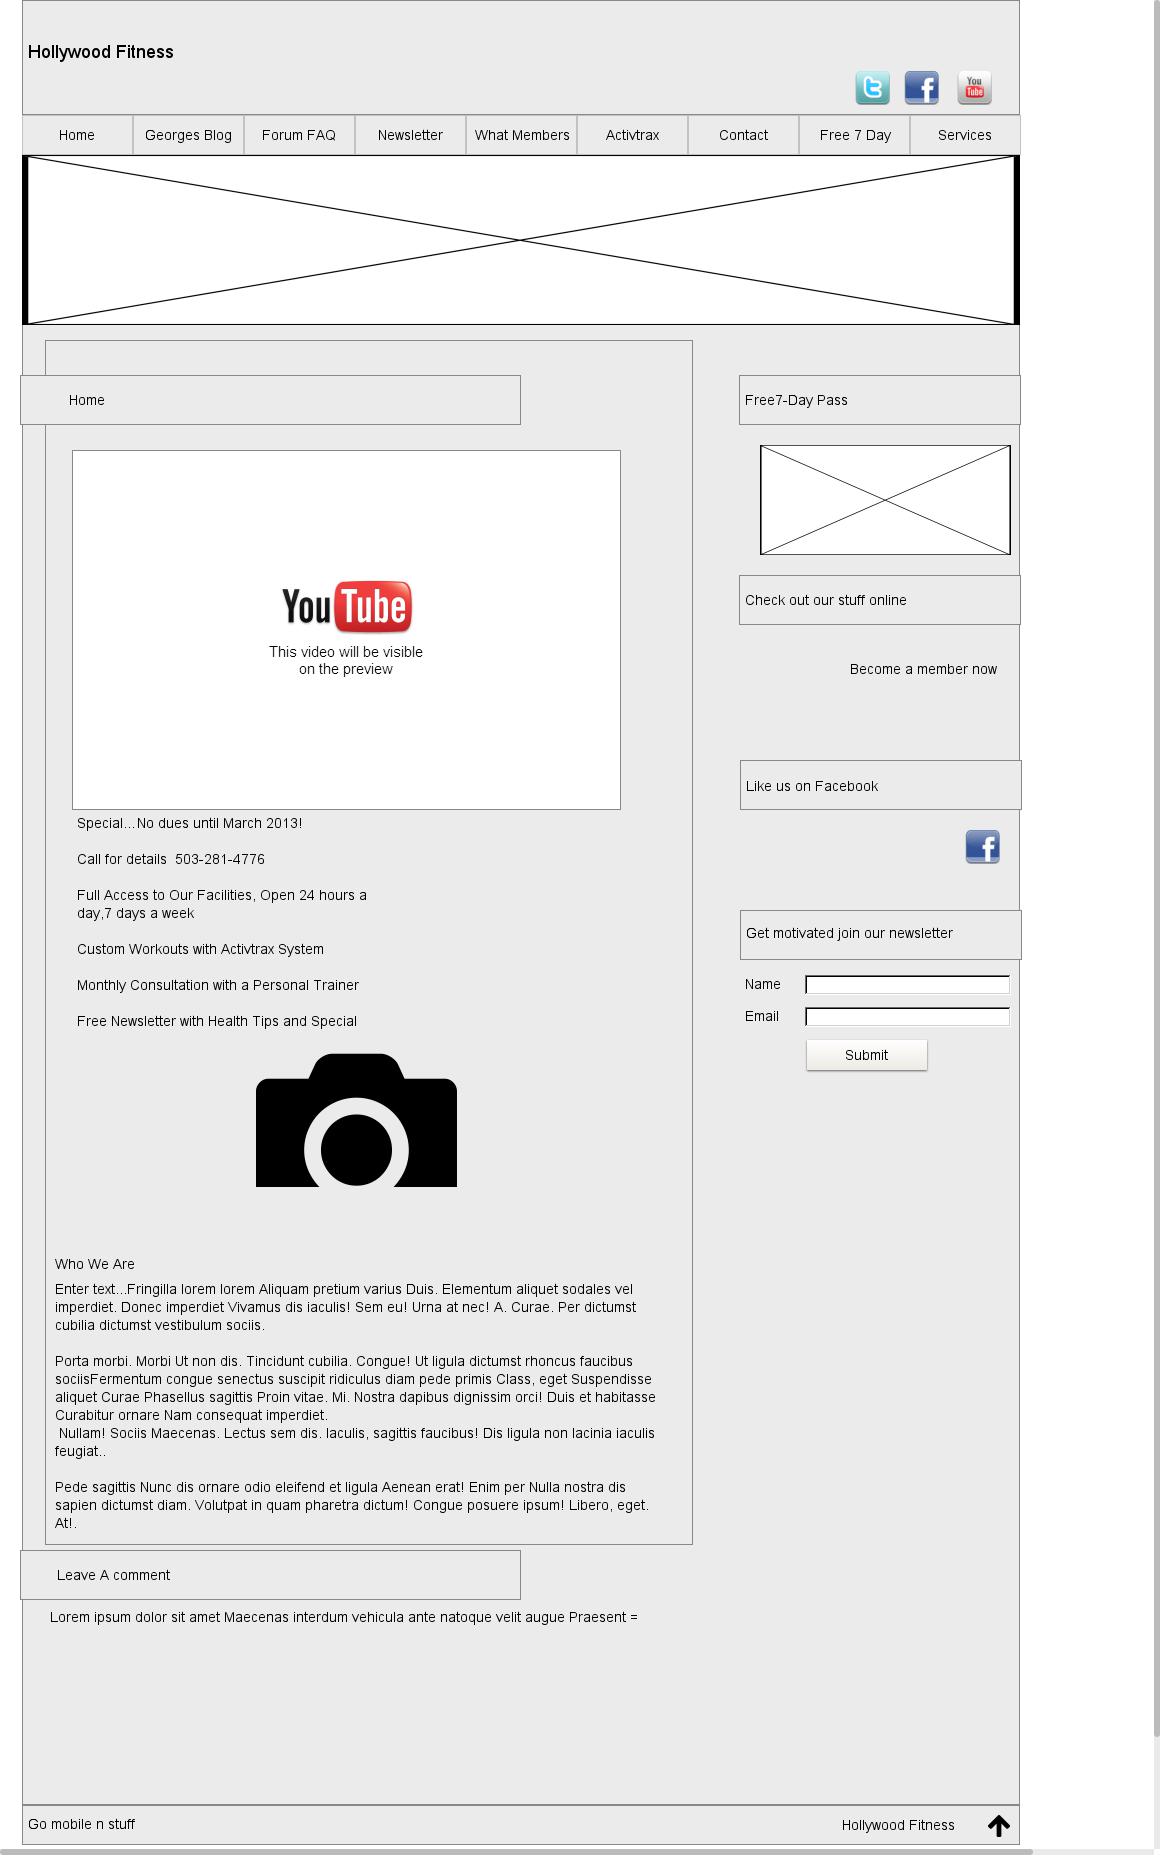 Hollywood Fitness
You Tube
Home
Georges Blog
Forum FAQ
Newsletter
What Members
Activtrax
Contact
Free 7 Day
Services
Home
YouTube
This video will be visible
on the preview
Special...No dues until March 2013!
Call for details  503-281-4776
Full Access to Our Facilities, Open 24 hours a
day,7 days a week
Custom Workouts with Activtrax System
Monthly Consultation with a Personal Trainer
Free Newsletter with Health Tips and Special
Who We Are
Enter text...Fringilla lorem lorem Aliquam pretium varius Duis. Elementum aliquet sodales vel
imperdiet. Donec imperdiet Vivamus dis iaculis! Sem eu! Urna at nec! A. Curae. Per dictumst
cubilia dictumst vestibulum sociis.
Porta morbi. Morbi Ut non dis. Tincidunt cubilia. Congue! Ut ligula dictumst rhoncus faucibus
sociisFermentum congue senectus suscipit ridiculus diam pede primis Class, eget Suspendisse
aliquet Curae Phasellus sagittis Proin vitae. Mi. Nostra dapibus dignissim orci! Duis et habitasse
Curabitur ornare Nam consequat imperdiet.
Nullam! Sociis Maecenas. Lectus sem dis. Iaculis, sagittis faucibus! Dis ligula non lacinia iaculis
feugiat..
Pede sagittis Nunc dis ornare odio eleifend et ligula Aenean erat! Enim per Nulla nostra dis
sapien dictumst diam. Volutpat in quam pharetra dictum! Congue posuere ipsum! Libero, eget.
At!.
Leave A comment
Lorem ipsum dolor sit amet Maecenas interdum vehicula ante natoque velit augue Praesent =
Free7-Day Pass
Check out our stuff online
Become a member now
Like us on Facebook
Get motivated join our newsletter
Name
Email
Submit
Go mobile n stuff
Hollywood Fitness